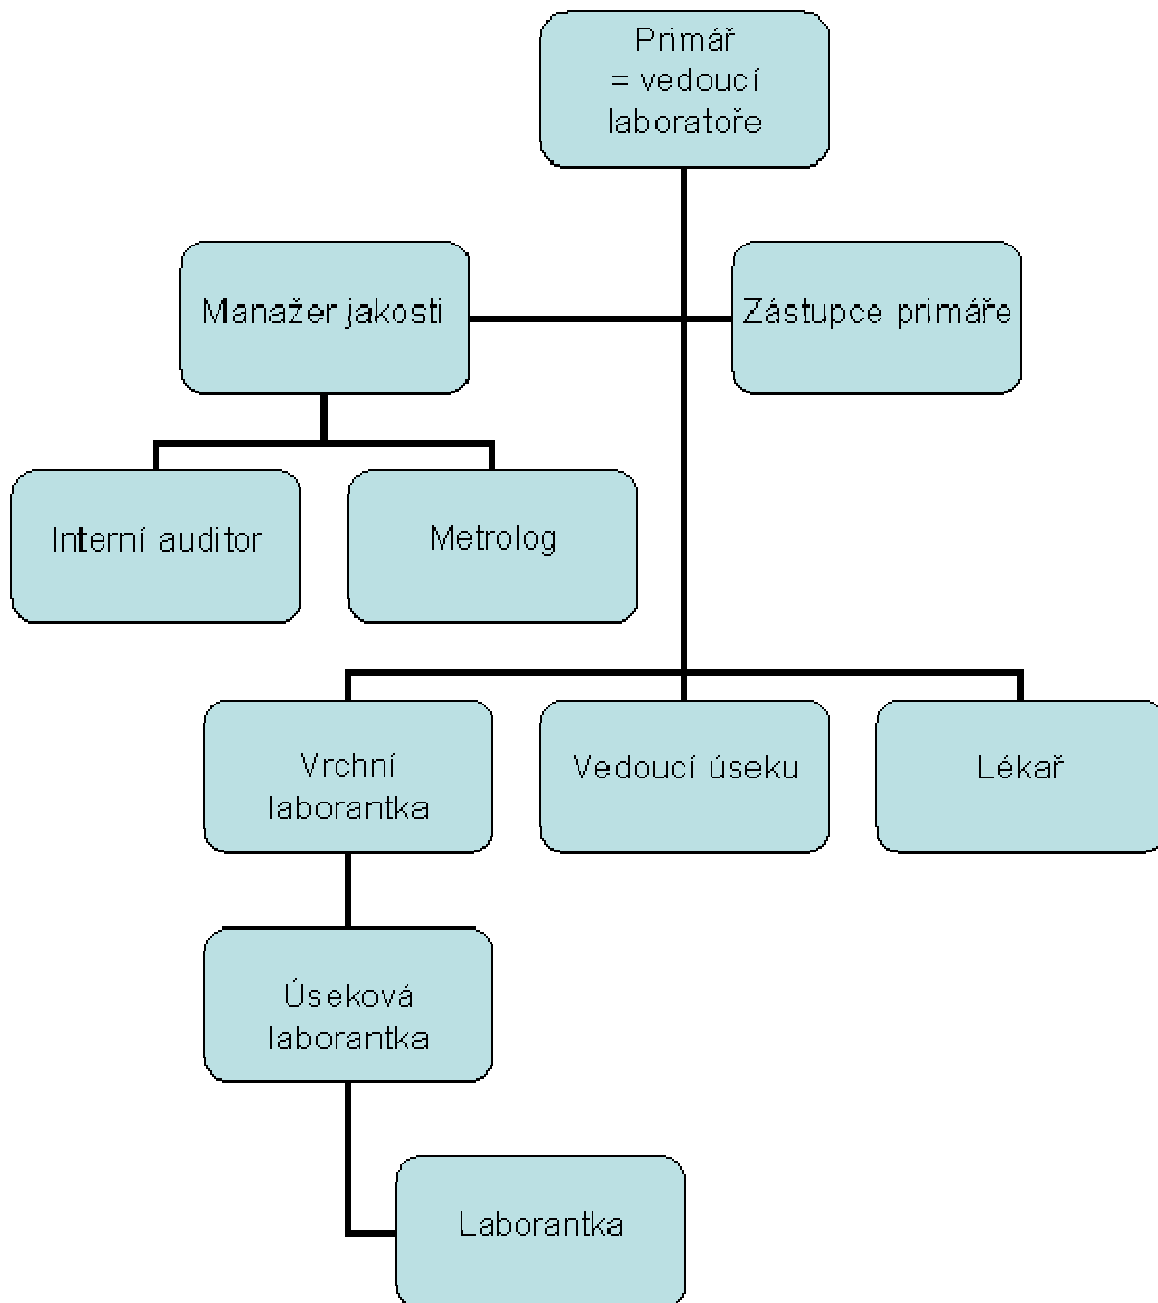 Primář
= vedoucí
laboratoře
Manažer jakosti
Zástupce primáře
Interní auditor
Metrolog
Vrchní
laborantka
Vedoucí úseku
Lékař
Úseková
laborantka
Laborantka